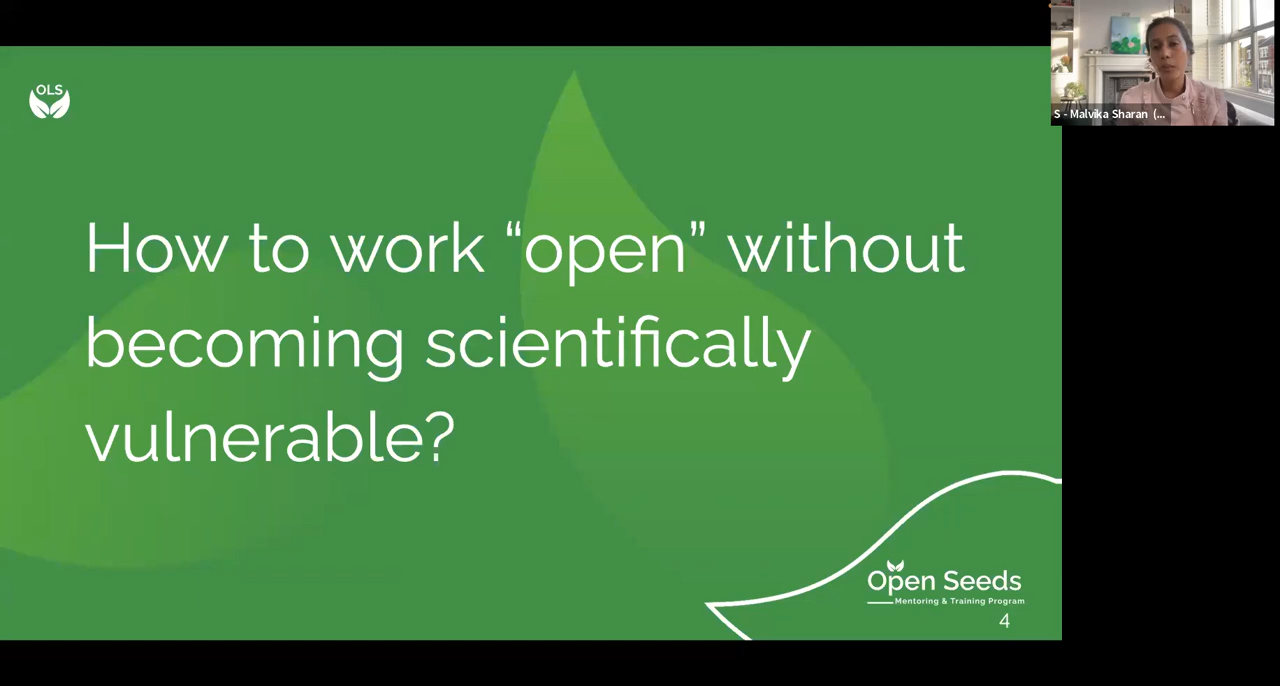 OLS
S - Malvika Sharan (...
How to work “open” without
becoming scientifically
vulnerable?
Open Seeds
Mentoring & Training Program
4